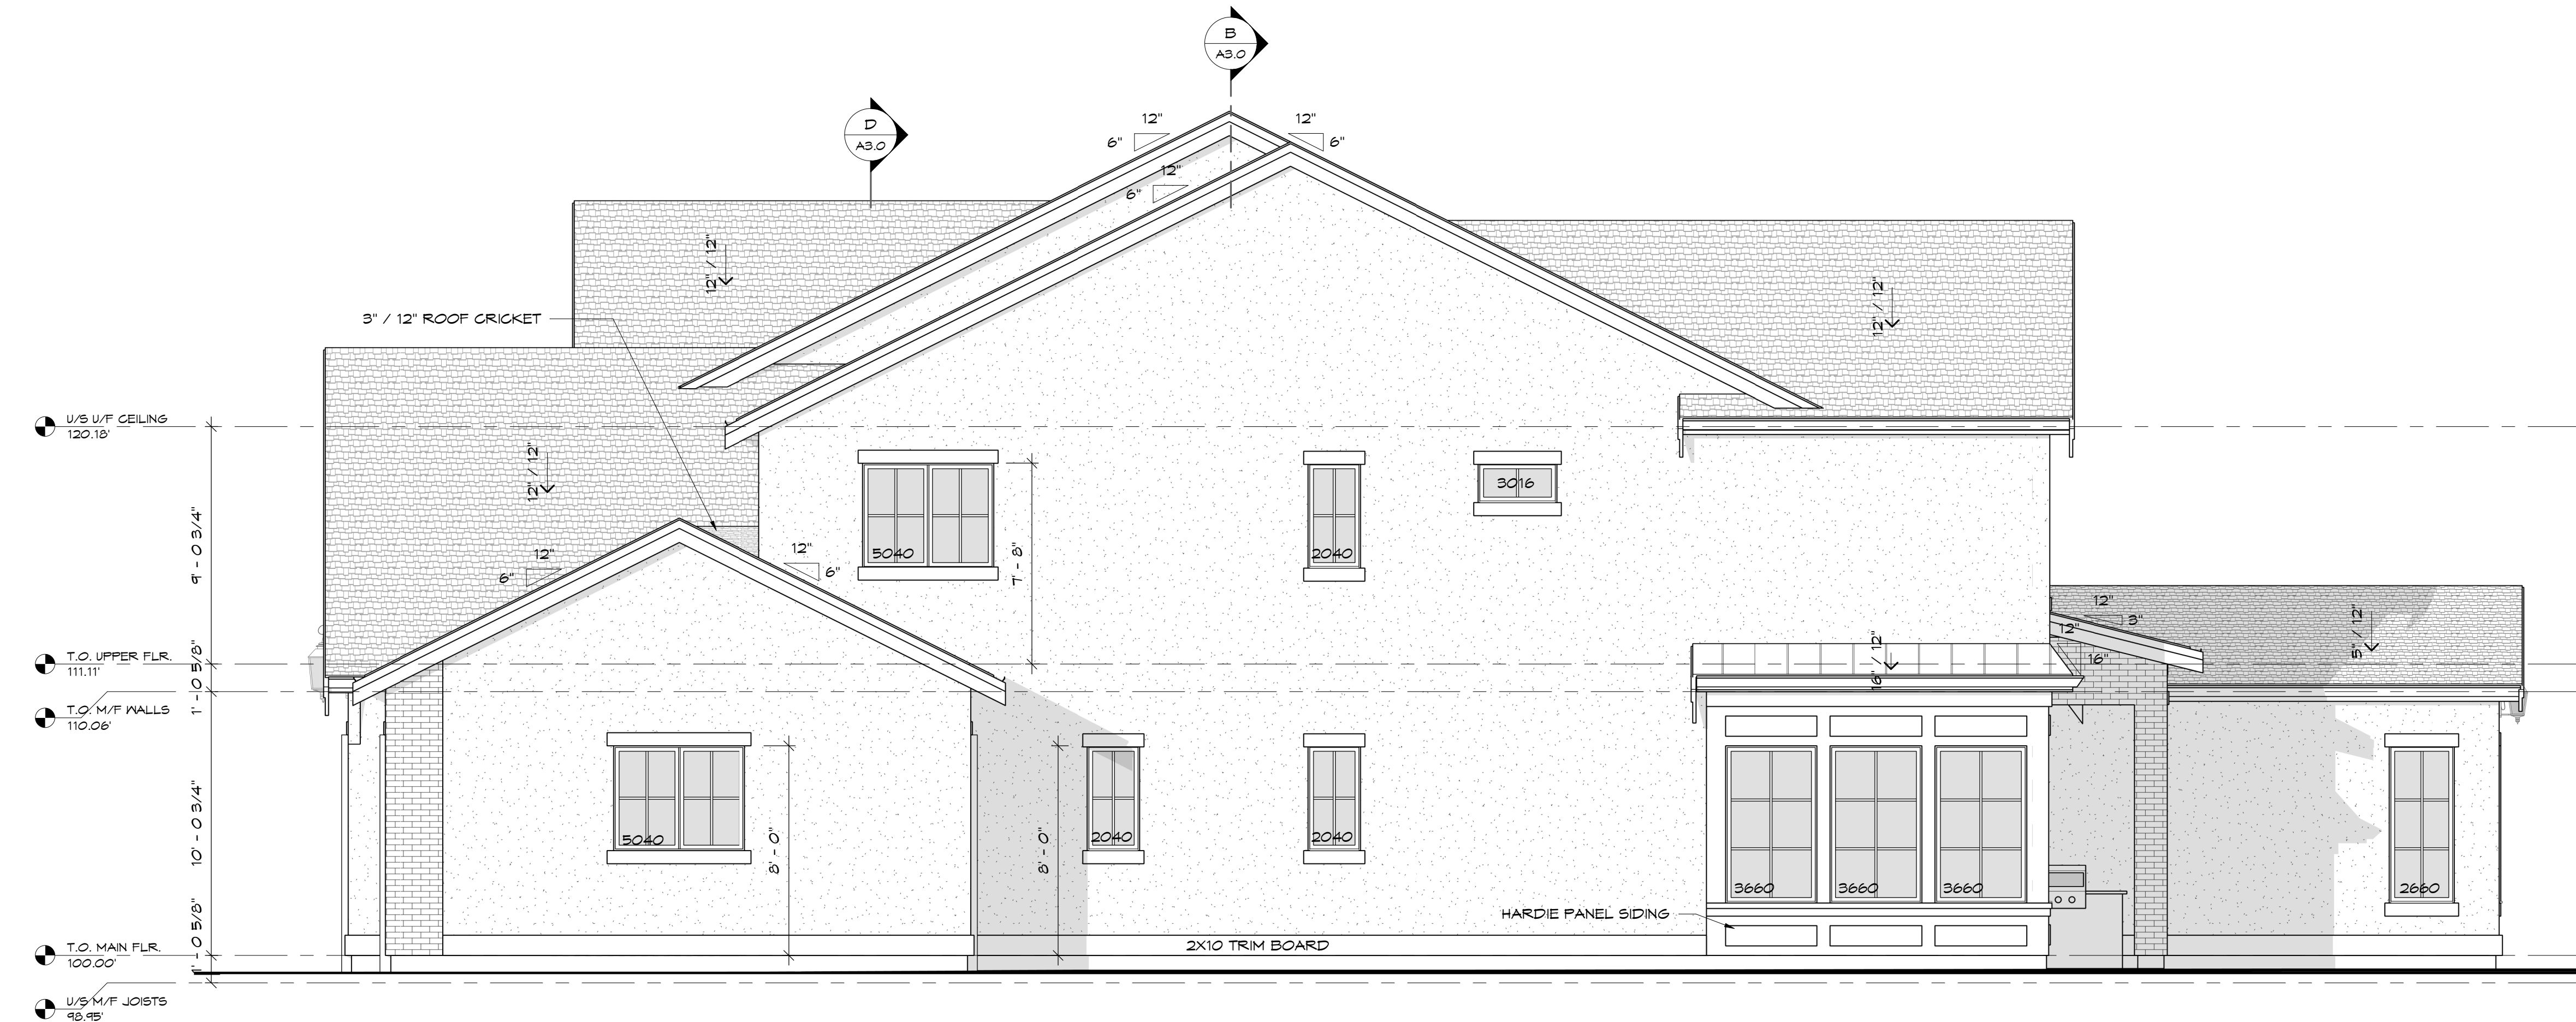 B
A3.0
D
A3.0
12"
6"
12"
6"
12"
6"
12" / 12"
12" / 12"
3" / 12" ROOF CRICKET
U/S U/F CEILING
120.18'
12" / 12"
9' - 0 3/4"
5040
7' - 8"
2040
3016
12"
6"
12"
6"
12"
3"
12"
16"
5" / 12"
16" / 12"
T.O. UPPER FLR.
111.11'
1' - 0 5/8"
T.O. M/F WALLS
110.06'
10' - 0 3/4"
5040
8' - 0"
8' - 0"
2040
2040
3660
3660
3660
2660
HARDIE PANEL SIDING
2X10 TRIM BOARD
T.O. MAIN FLR.
100.00'
1' - 0 5/8"
U/S M/F JOISTS
98.95'